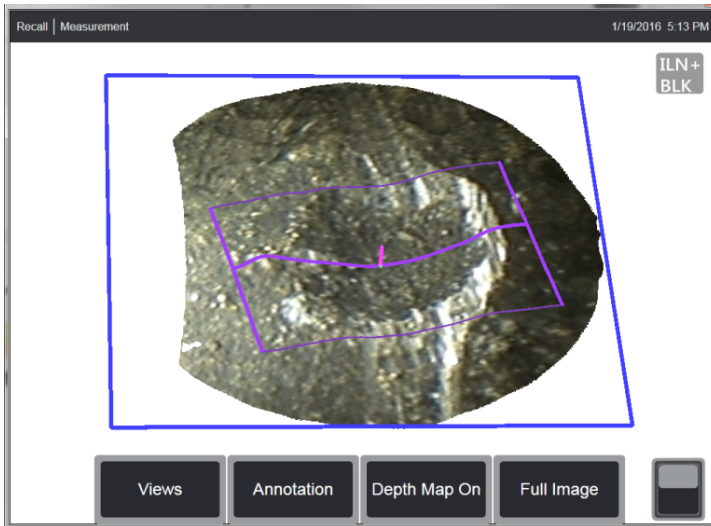 Recall | Measurement
1/19/2016 5:13 PM
ILN+
BLK
Views
Annotation
Depth Map On
Full Image